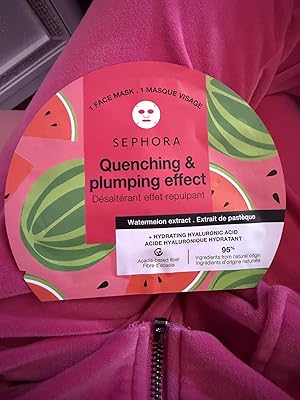 1 FACE MASK . 1 MASQUE VISAGE
SEPHORA
Quenching &
plumping effect
Désaltérant effet repulpant
Watermelon extract . Extrait de pastèque
+ HYDRATING HYALURONIC ACID
ACIDE HYALURONIQUE HYDRATANT
Acacia-based fiber
Fibre d'acacia
95%
ingredients from natural origin
Ingrédients d'origine naturelle